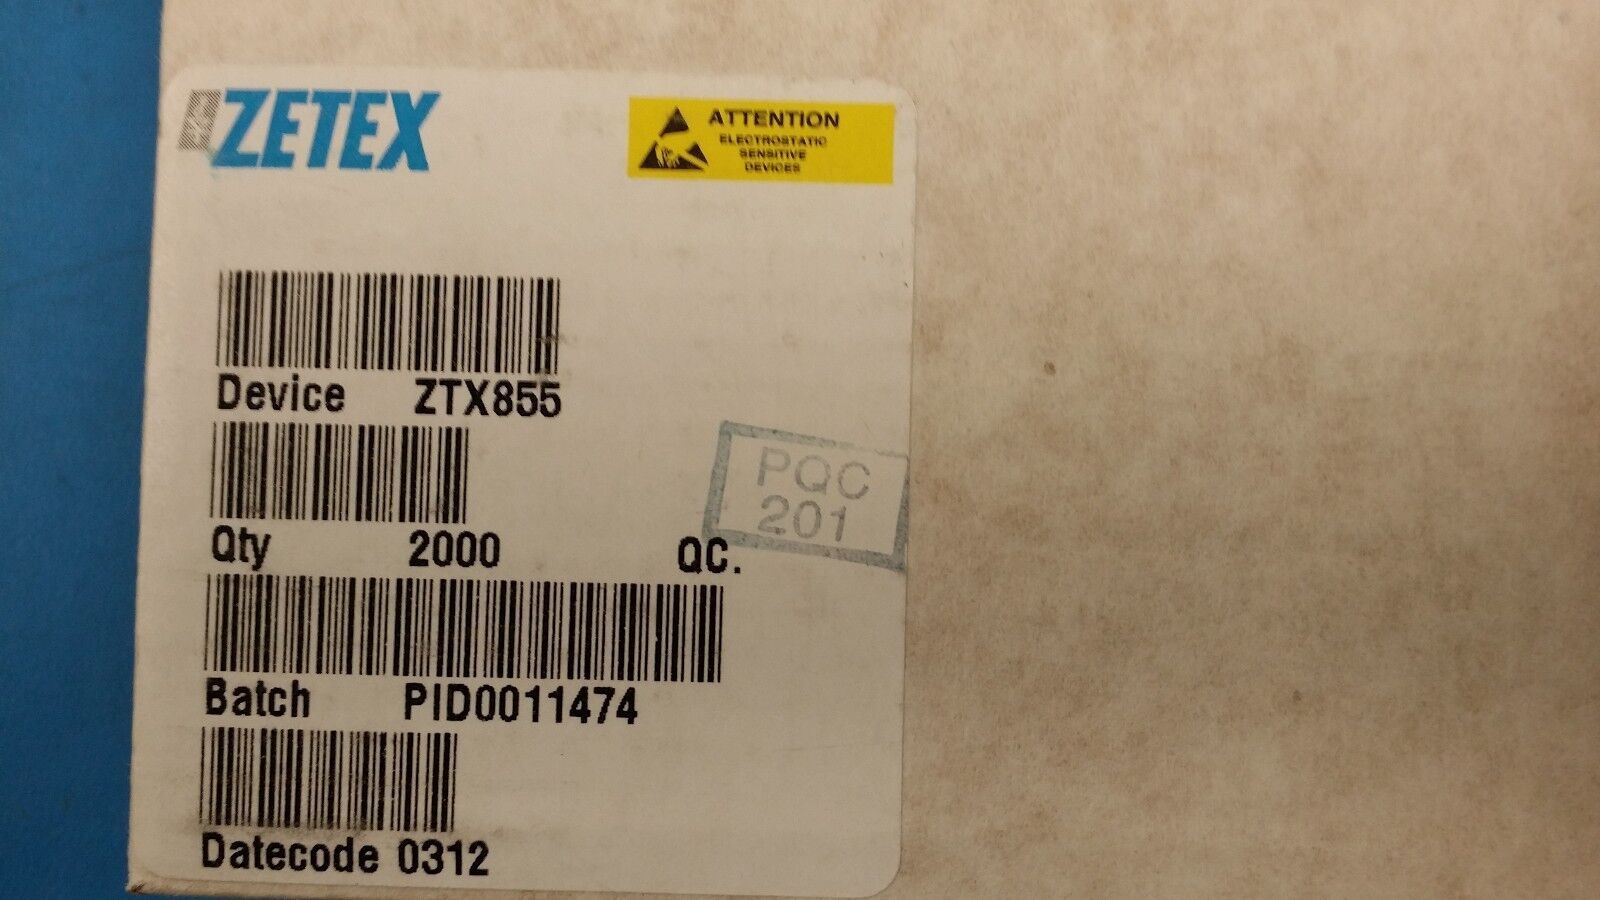 ZETEX
ATTENTION
ELECTROSTATIC
SENSITIVE
DEVICES
Device ZTX855
PQC
201
Qty 2000 QC.
Batch PID0011474
Datecode 0312